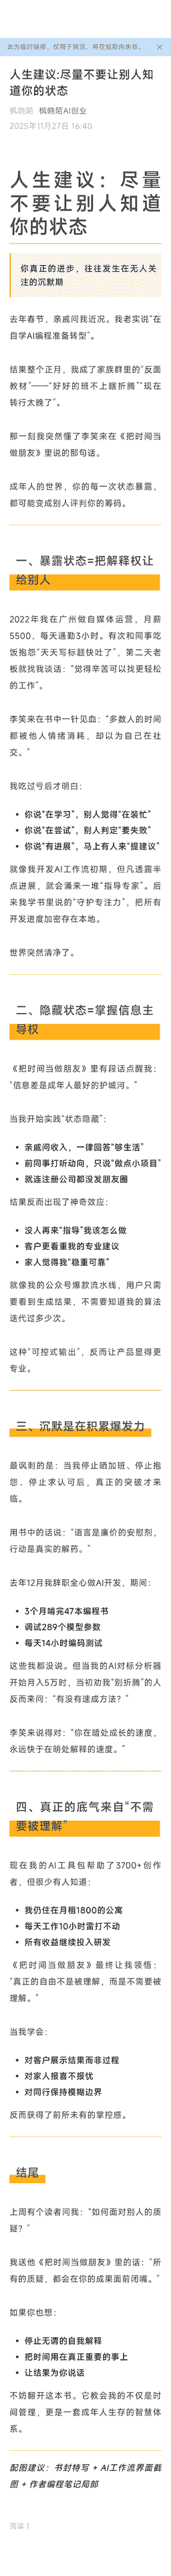 此为临时链接，仅用于预览，将在短期内失效。
人生建议:尽量不要让别人知
道你的状态
枫晓陌 枫晓陌AI创业
2025年11月27日 16:40
人生建议：尽量
不要让别人知道
你的状态
你真正的进步，往往发生在无人关
注的沉默期
去年春节，亲戚问我近况。我老实说“在
自学AI编程准备转型”。
结果整个正月，我成了家族群里的“反面
教材”——“好好的班不上瞎折腾”“现在
转行太晚了”。
那一刻我突然懂了李笑来在《把时间当
做朋友》里说的那句话。
成年人的世界，你的每一次状态暴露，
都可能变成别人评判你的筹码。
一、暴露状态=把解释权让
给别人
2022年我在广州做自媒体运营，月薪
5500，每天通勤3小时。有次和同事吃
饭抱怨“天天写标题快吐了”，第二天老
板就找我谈话：“觉得辛苦可以找更轻松
的工作”。
李笑来在书中一针见血：“多数人的时间
都被他人情绪消耗，却以为自己在社
交。”
我吃过亏后才明白：
• 你说“在学习”，别人觉得“在装忙”
• 你说“在尝试”，别人判定“要失败”
• 你说“有进展”，马上有人来“提建议”
就像我开发AI工作流初期，但凡透露半
点进展，就会涌来一堆“指导专家”。后
来我学书里说的“守护专注力”，把所有
开发进度加密存在本地。
世界突然清净了。
二、隐藏状态=掌握信息主
导权
《把时间当做朋友》里有段话点醒我：
“信息差是成年人最好的护城河。”
当我开始实践“状态隐藏”：
• 亲戚问收入，一律回答“够生活”
• 前同事打听动向，只说“做点小项目”
• 就连注册公司都没发朋友圈
结果反而出现了神奇效应：
• 没人再来“指导”我该怎么做
• 客户更看重我的专业建议
• 家人觉得我“稳重可靠”
就像我的公众号爆款流水线，用户只需
要看到生成结果，不需要知道我的算法
迭代过多少次。
这种“可控式输出”，反而让产品显得更
专业。
三、沉默是在积累爆发力
最讽刺的是：当我停止晒加班、停止抱
怨、停止求认可后，真正的突破才来
临。
用书中的话说：“语言是廉价的安慰剂，
行动是真实的解药。”
去年12月我辞职全心做AI开发，期间：
• 3个月啃完47本编程书
• 调试289个模型参数
• 每天14小时编码测试
这些我都没说。但当我的AI对标分析器
开始月入5万时，当初劝我“别折腾”的人
反而来问：“有没有速成方法？”
李笑来说得对：“你在暗处成长的速度，
永远快于在明处解释的速度。”
四、真正的底气来自“不需
要被理解”
现在我的AI工具包帮助了3700+创作
者，但很少有人知道：
• 我仍住在月租1800的公寓
• 每天工作10小时雷打不动
• 所有收益继续投入研发
《把时间当做朋友》最终让我领悟：
“真正的自由不是被理解，而是不需要被
理解。”
当我学会：
• 对客户展示结果而非过程
• 对家人报喜不报忧
• 对同行保持模糊边界
反而获得了前所未有的掌控感。
结尾
上周有个读者问我：“如何面对别人的质
疑？”
我送他《把时间当做朋友》里的话：“所
有的质疑，都会在你的成果面前闭嘴。”
如果你也想：
• 停止无谓的自我解释
• 把时间用在真正重要的事上
• 让结果为你说话
不妨翻开这本书。它教会我的不仅是时
间管理，更是一套成年人生存的智慧体
系。
配图建议：书封特写 + AI工作流界面截
图 + 作者编程笔记局部
阅读 1